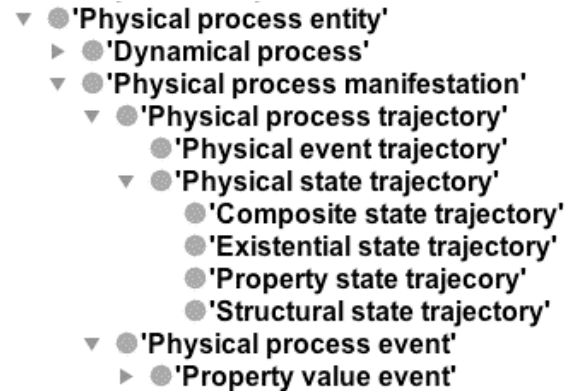 'Physical process entity'
'Dynamical process'
'Physical process manifestation'
'Physical process trajectory'
'Physical event trajectory'
'Physical state trajectory'
'Composite state trajectory'
'Existential state trajectory'
'Property state trajecory'
'Structural state trajectory'
'Physical process event'
'Property value event'